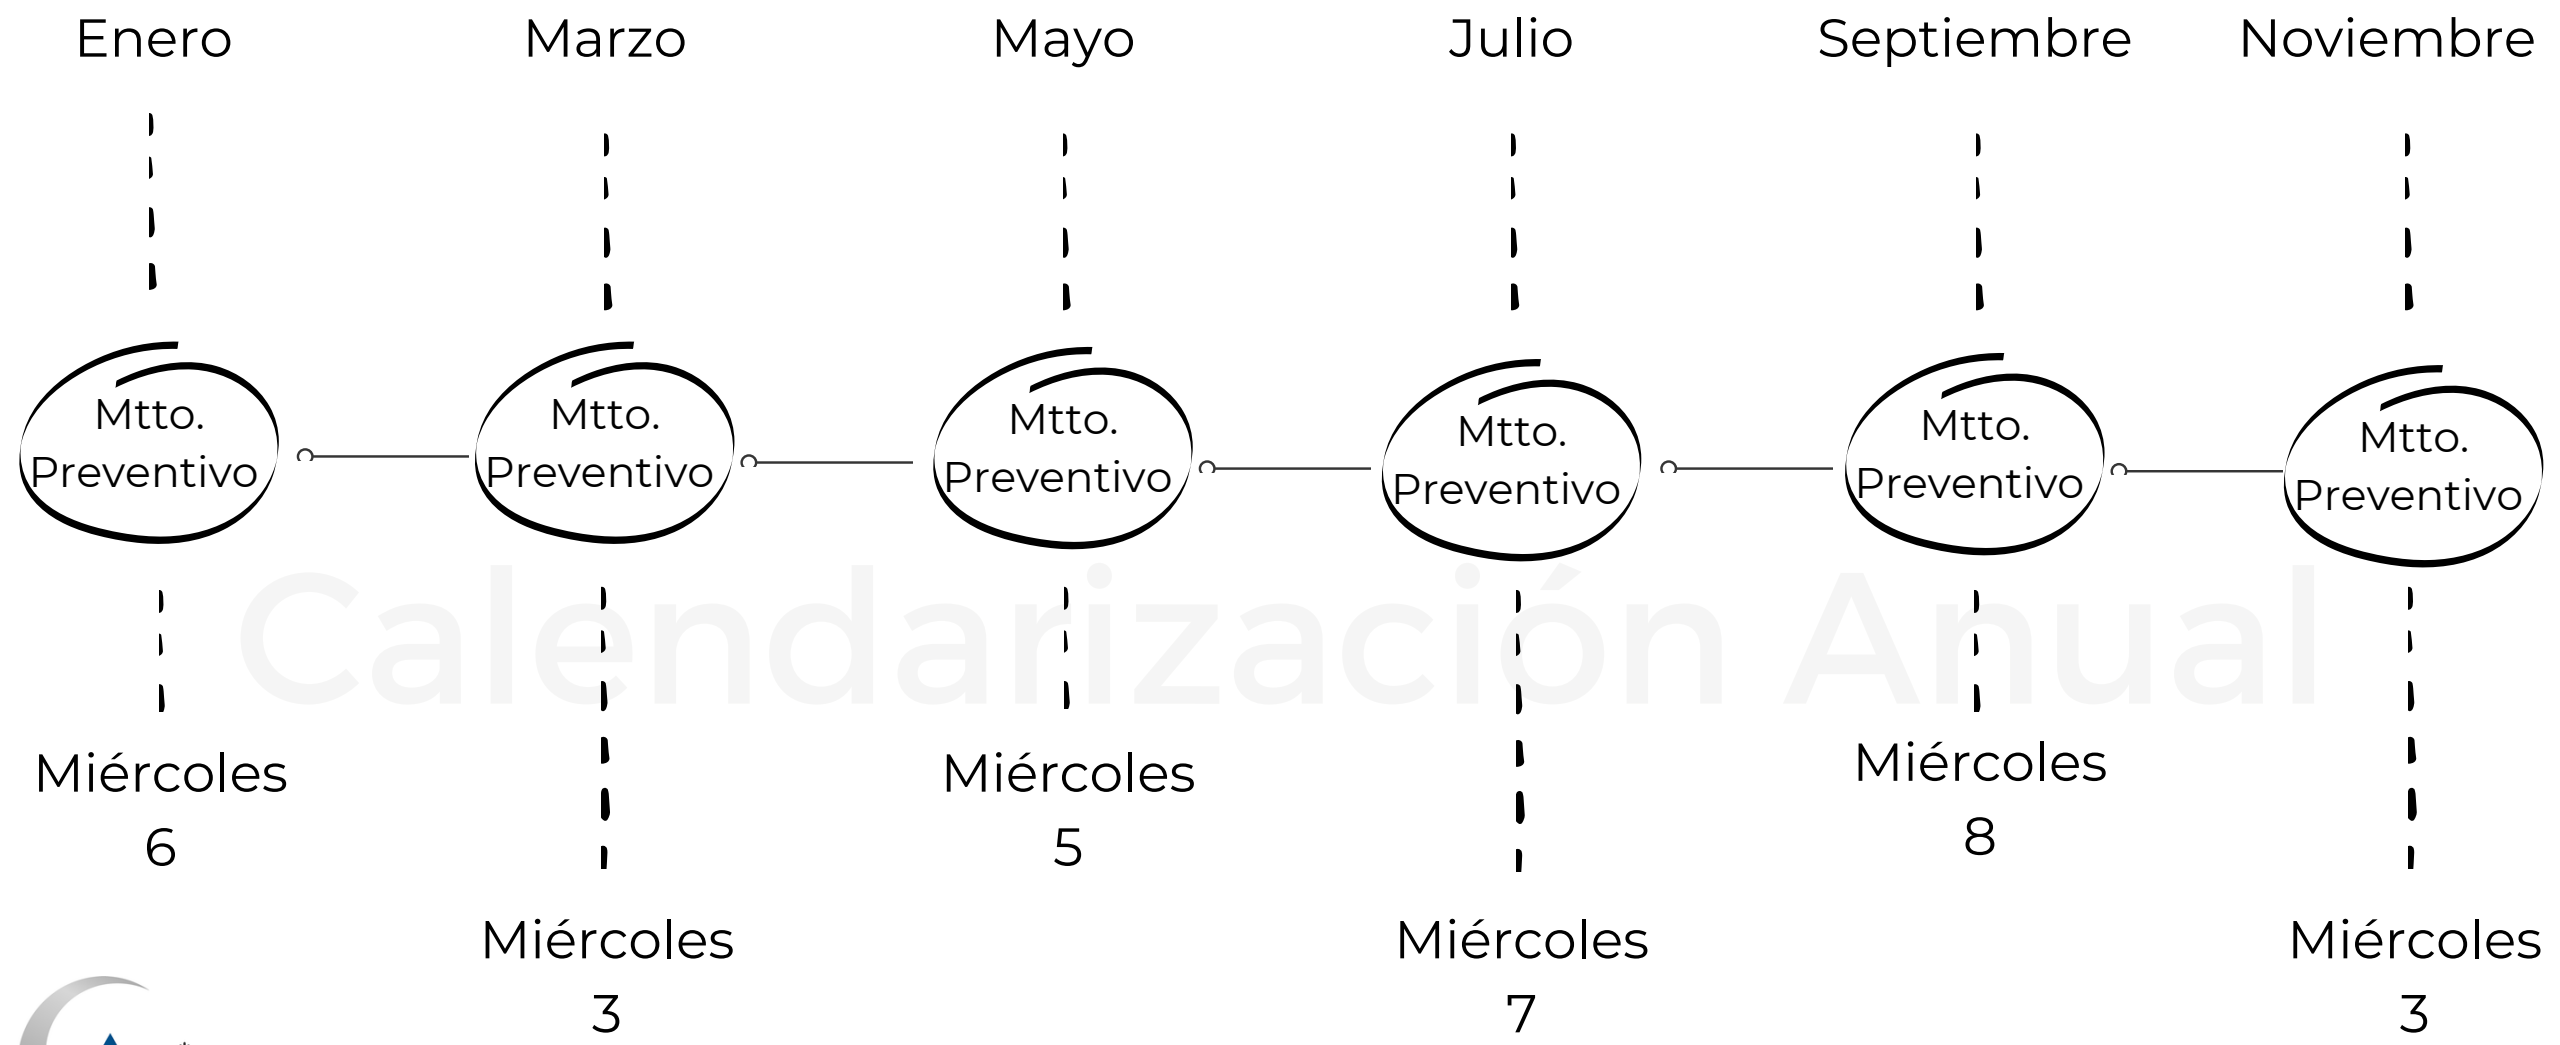 Enero
Marzo
Mayo
Julio
Septiembre
Noviembre
Mtto.
Preventivo
Mtto.
Preventivo
Mtto.
Preventivo
Mtto.
Preventivo
Mtto.
Preventivo
Mtto.
Preventivo
Calendarización Anual
Miércoles
6
Miércoles
3
Miércoles
5
Miércoles
7
Miércoles
8
Miércoles
3